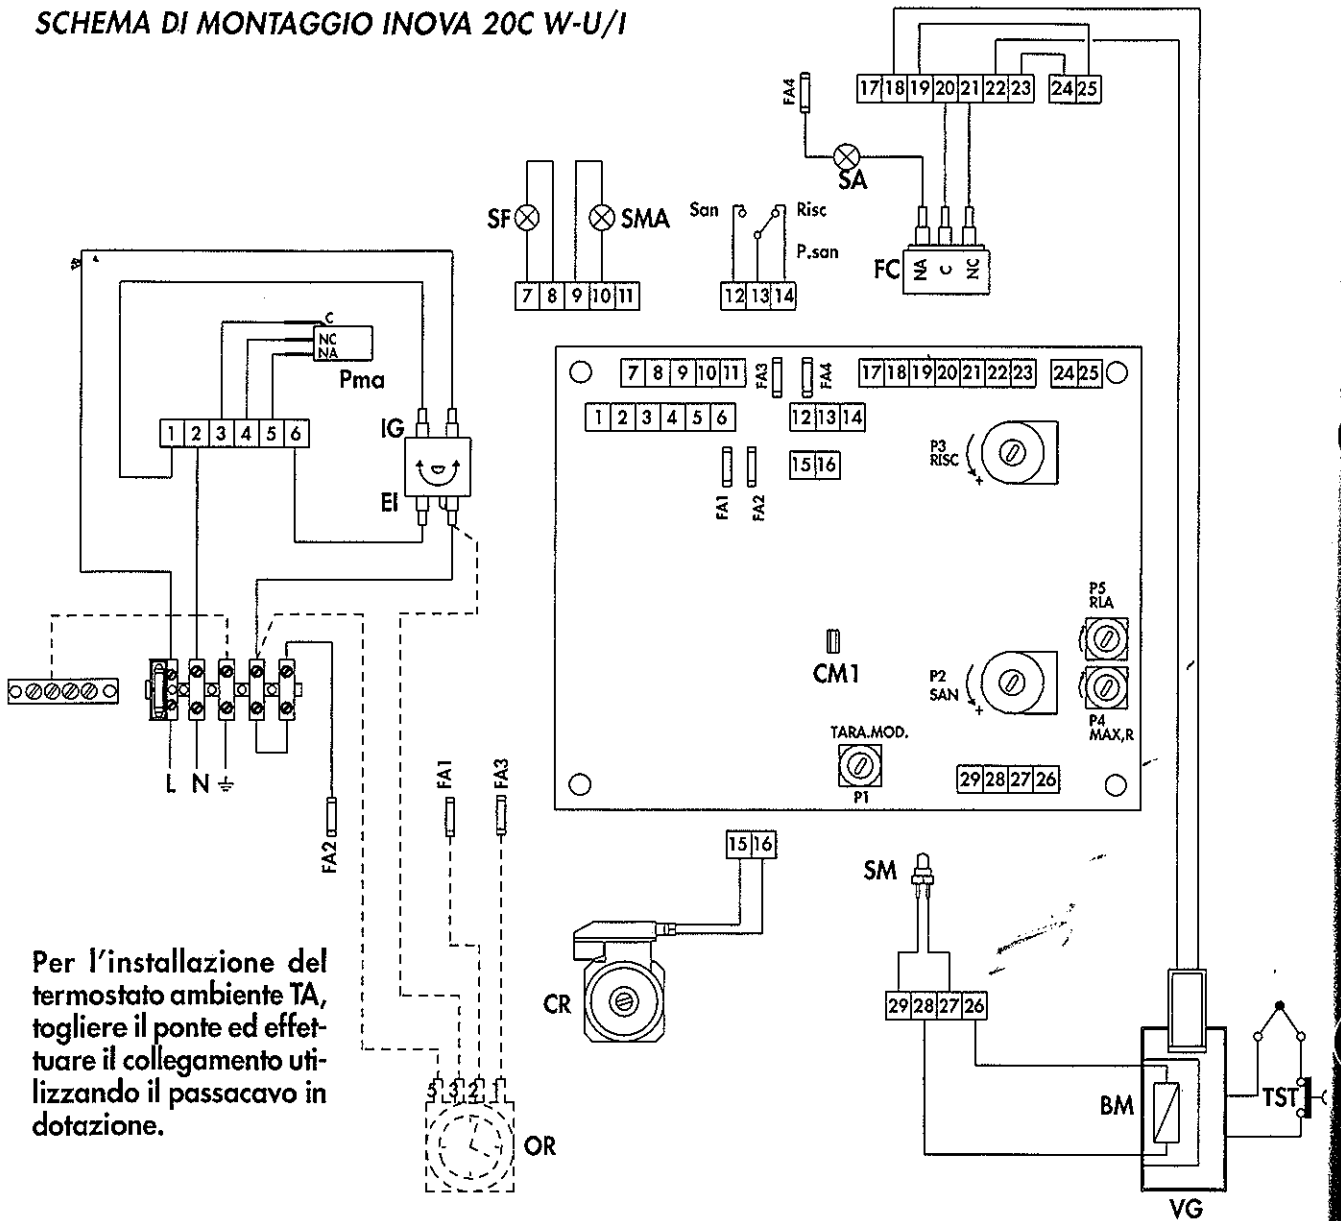 SCHEMA DI MONTAGGIO INOVA 20C W-U/I
17 18 19 20 21 22 23 24 25
FA4
SA
SF
SMA
San
Risc
P.san
FC
NA C NC
7 8 9 10 11
12 13 14
C
NC
NA
Pma
1 2 3 4 5 6
IG
EI
7 8 9 10 11
FA3
FA4
17 18 19 20 21 22 23 24 25
1 2 3 4 5 6
12 13 14
15 16
FA1
FA2
P3
RISC
+
P5
RLA
CM1
P2
SAN
+
P4
MAX,R
TARA.MOD.
P1
29 28 27 26
L N
FA2
FA1
FA3
15 16
SM
CR
29 28 27 26
BM
TST
VG
5 3 2 1
OR
Per l'installazione del
termostato ambiente TA,
togliere il ponte ed effet-
tuare il collegamento uti-
lizzando il passacavo in
dotazione.